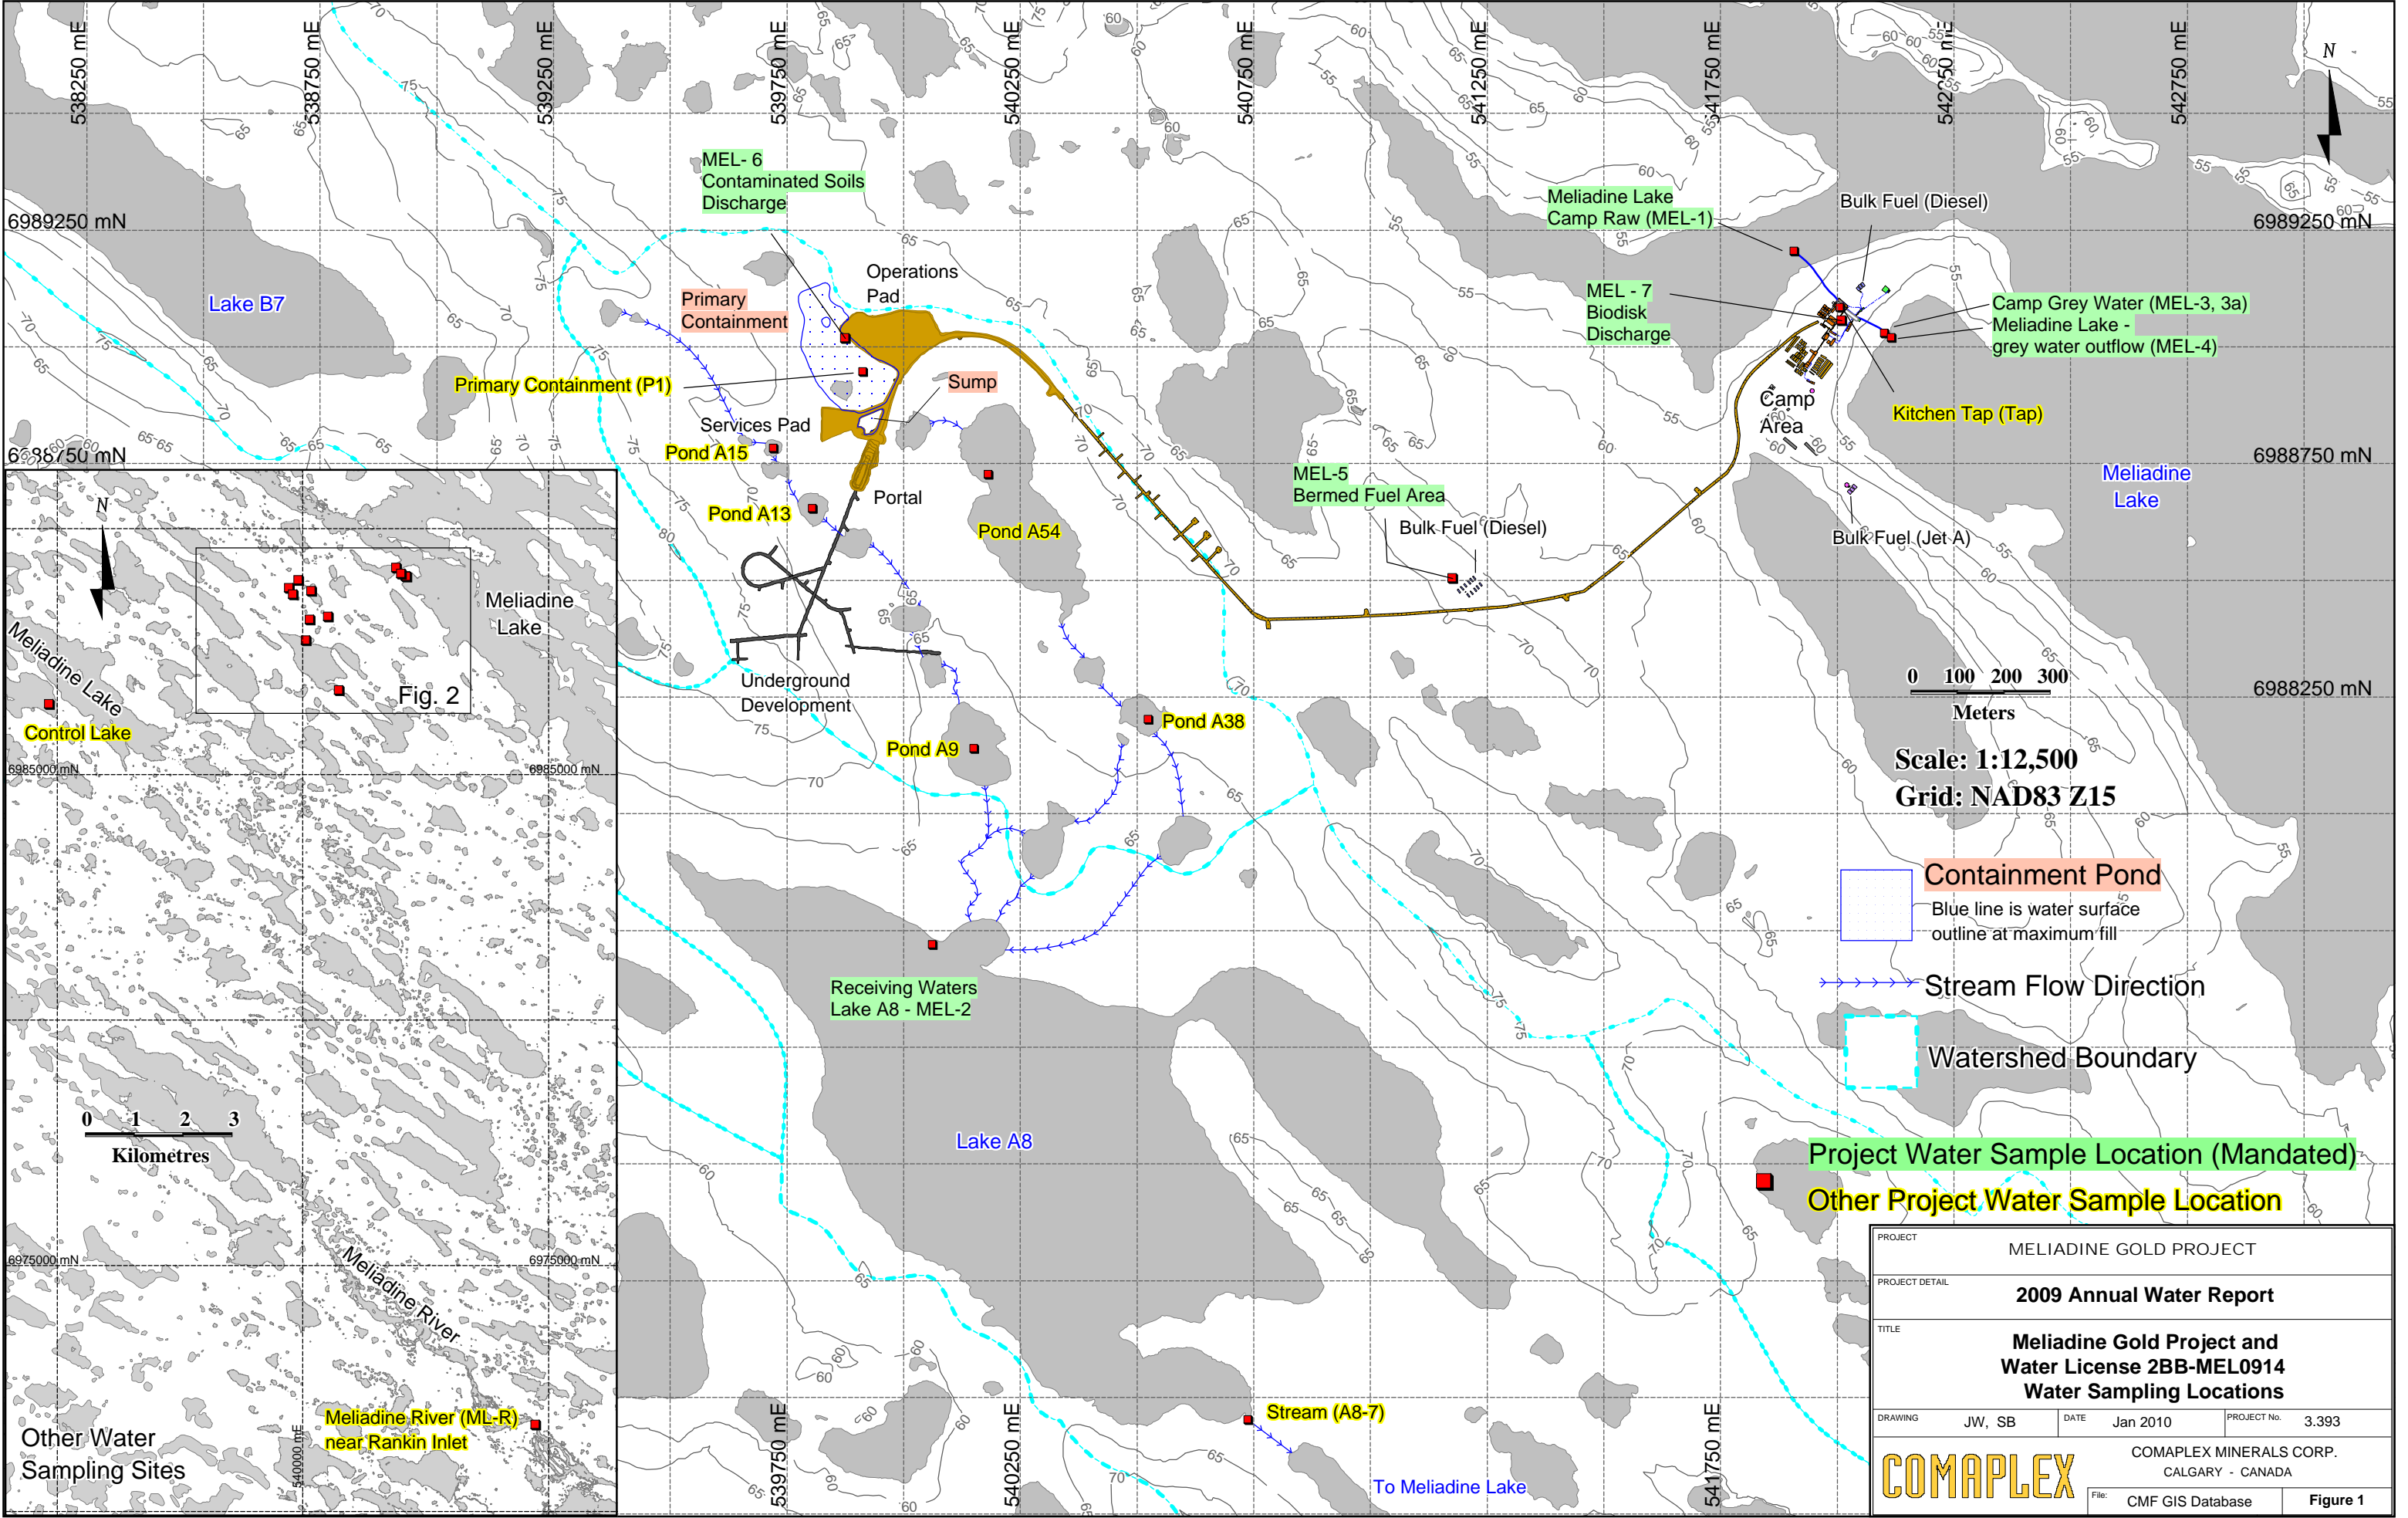 538250 mE
538750 mE
539250 mE
539750 mE
540250 mE
540750 mE
541250 mE
541750 mE
542250 mE
542750 mE
N
6989250 mN
6989250 mN
6988750 mN
6988750 mN
6988250 mN
Lake B7
MEL- 6
Contaminated Soils
Discharge
Operations
Pad
Primary
Containment
Primary Containment (P1)
Sump
Services Pad
Pond A15
Pond A13
Portal
Pond A54
Underground
Development
Pond A9
Pond A38
Receiving Waters
Lake A8 - MEL-2
Lake A8
Stream (A8-7)
To Meliadine Lake
539750 mE
540250 mE
541750 mE
Meliadine Lake
Camp Raw (MEL-1)
Bulk Fuel (Diesel)
MEL - 7
Biodisk
Discharge
Camp Grey Water (MEL-3, 3a)
Meliadine Lake -
grey water outflow (MEL-4)
Kitchen Tap (Tap)
Camp
Area
Meliadine
Lake
MEL-5
Bermed Fuel Area
Bulk Fuel (Diesel)
Bulk Fuel (Jet A)
0 100 200 300
Meters
Scale: 1:12,500
Grid: NAD83 Z15
Containment Pond
Blue line is water surface
outline at maximum fill
Stream Flow Direction
Watershed Boundary
Project Water Sample Location (Mandated)
Other Project Water Sample Location
N
Meliadine
Lake
Meliadine Lake
Fig. 2
Control Lake
6985000 mN
6985000 mN
0 1 2 3
Kilometres
6975000 mN
6975000 mN
Meliadine River
Meliadine River (ML-R)
near Rankin Inlet
540000 mE
Other Water
Sampling Sites
PROJECT
MELIADINE GOLD PROJECT
PROJECT DETAIL
2009 Annual Water Report
TITLE
Meliadine Gold Project and
Water License 2BB-MEL0914
Water Sampling Locations
DRAWING JW, SB DATE Jan 2010 PROJECT No. 3.393
COMAPLEX
COMAPLEX MINERALS CORP.
CALGARY - CANADA
File: CMF GIS Database Figure 1